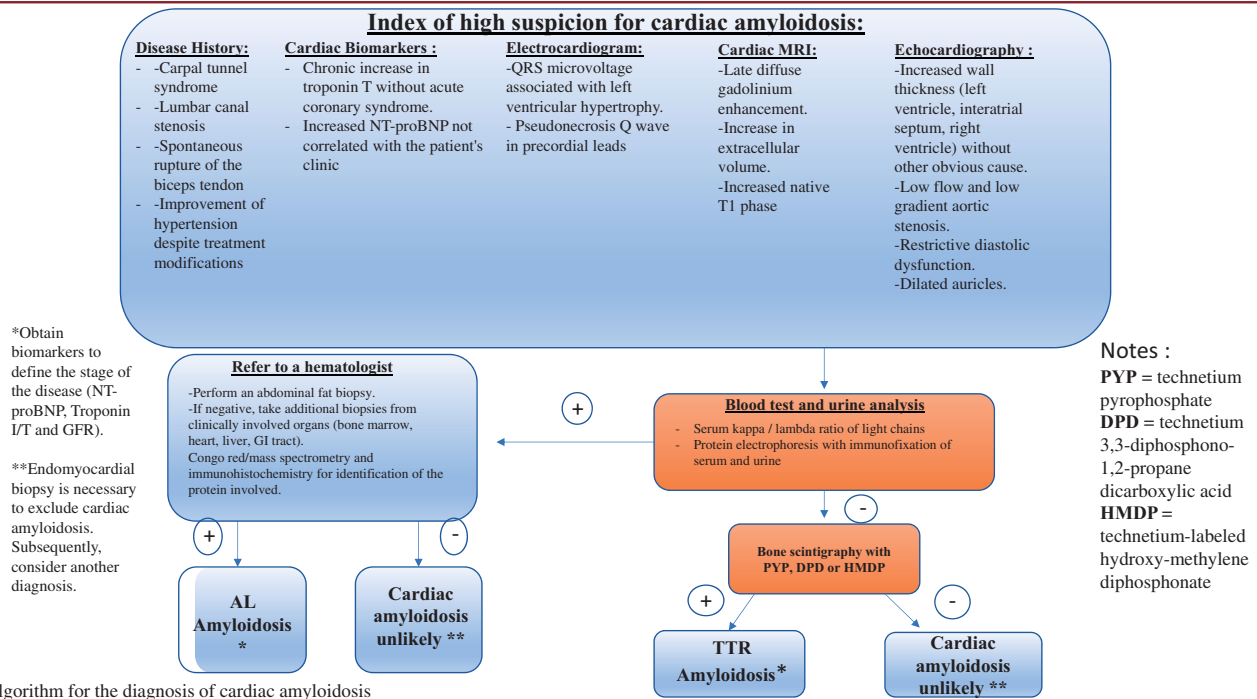 Index of high suspicion for cardiac amyloidosis:
Disease History:
- -Carpal tunnel
syndrome
- -Lumbar canal
stenosis
- -Spontaneous
rupture of the
biceps tendon
- -Improvement of
hypertension
despite treatment
modifications
Cardiac Biomarkers :
- Chronic increase in
troponin T without acute
coronary syndrome.
- Increased NT-proBNP not
correlated with the patient's
clinic
Electrocardiogram:
-QRS microvoltage
associated with left
ventricular hypertrophy.
- Pseudonecrosis Q wave
in precordial leads
Cardiac MRI:
-Late diffuse
gadolinium
enhancement.
-Increase in
extracellular
volume.
-Increased native
T1 phase
Echocardiography :
-Increased wall
thickness (left
ventricle, interatrial
septum, right
ventricle) without
other obvious cause.
-Low flow and low
gradient aortic
stenosis.
-Restrictive diastolic
dysfunction.
-Dilated auricles.
*Obtain
biomarkers to
define the stage of
the disease (NT-
proBNP, Troponin
I/T and GFR).
**Endomyocardial
biopsy is necessary
to exclude cardiac
amyloidosis.
Subsequently,
consider another
diagnosis.
Refer to a hematologist
-Perform an abdominal fat biopsy.
-If negative, take additional biopsies from
clinically involved organs (bone marrow,
heart, liver, GI tract).
Congo red/mass spectrometry and
immunohistochemistry for identification of the
protein involved.
+
Blood test and urine analysis
- Serum kappa / lambda ratio of light chains
- Protein electrophoresis with immunofixation of
serum and urine
Notes :
PYP = technetium
pyrophosphate
DPD = technetium
3,3-diphosphono-
1,2-propane
dicarboxylic acid
HMDP =
technetium-labeled
hydroxy-methylene
diphosphonate
+
-
-
Bone scintigraphy with
PYP, DPD or HMDP
AL
Amyloidosis
*
Cardiac
amyloidosis
unlikely **
+
-
TTR
Amyloidosis*
Cardiac
amyloidosis
unlikely **
lgorithm for the diagnosis of cardiac amyloidosis